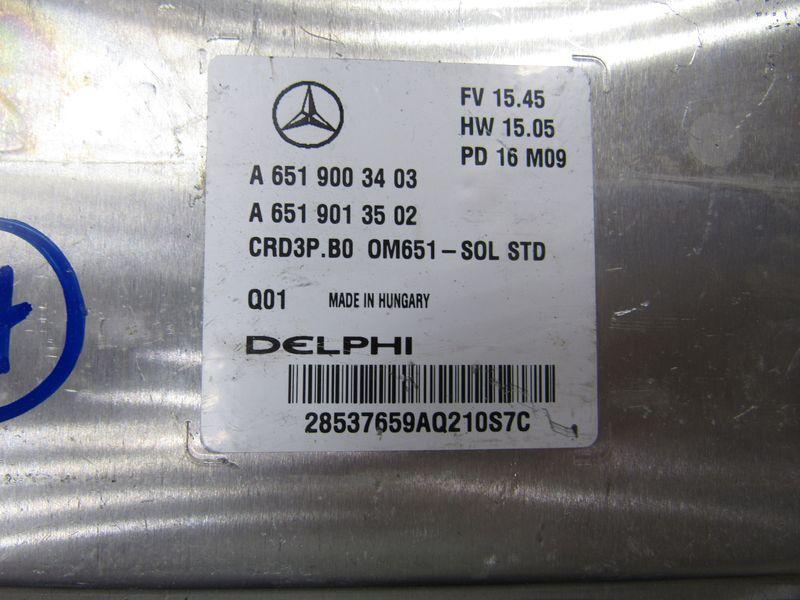 FV 15.45
HW 15.05
PD 16 M09
A 651 900 34 03
A 651 901 35 02
CRD3P.B0 OM651-SOL STD
Q01 MADE IN HUNGARY
DELPHI
28537659AQ210S7C